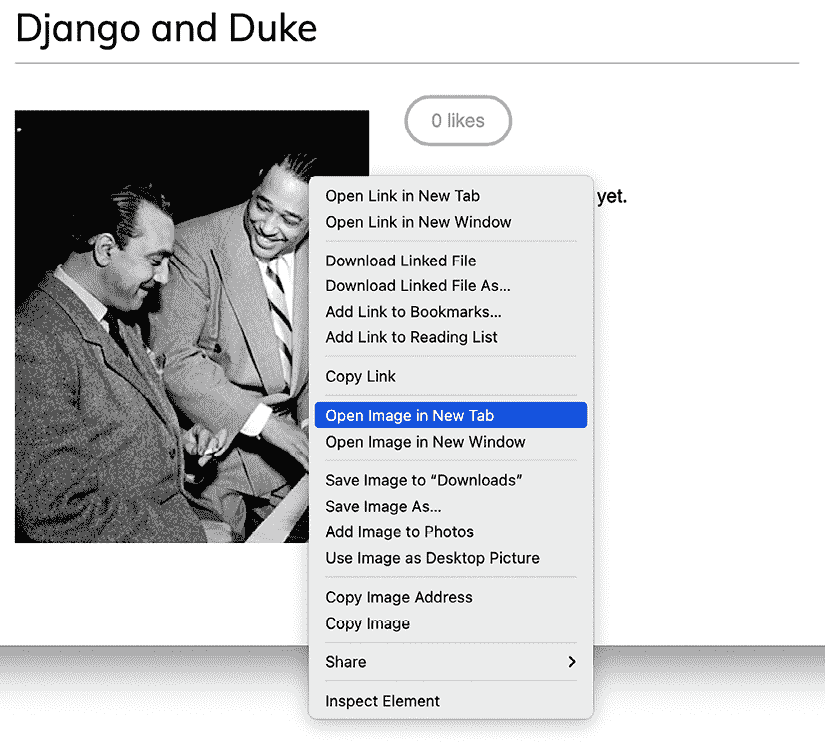 Django and Duke
0 likes
yet.
Open Link in New Tab
Open Link in New Window
Download Linked File
Download Linked File As...
Add Link to Bookmarks...
Add Link to Reading List
Copy Link
Open Image in New Tab
Open Image in New Window
Save Image to “Downloads”
Save Image As...
Add Image to Photos
Use Image as Desktop Picture
Copy Image Address
Copy Image
Share
Inspect Element